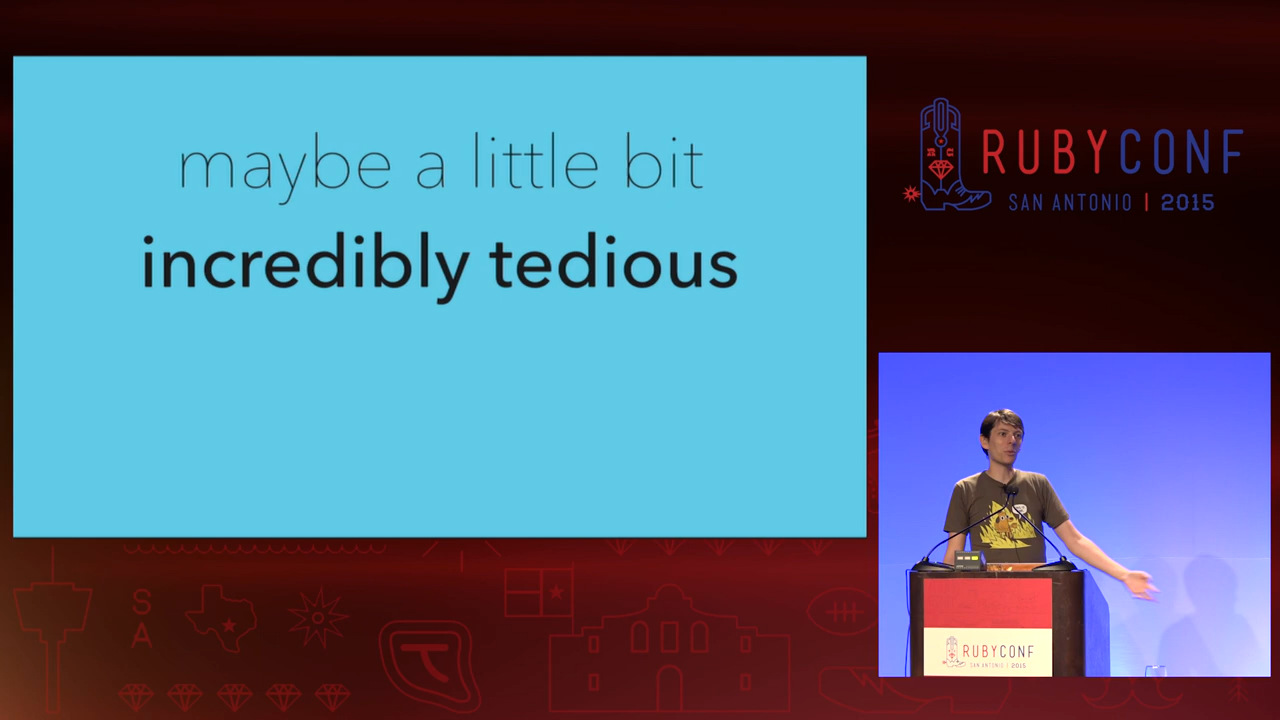 maybe a little bit
incredibly tedious
RUBYCONF
SAN ANTONIO | 2015
S
A
RUBYCONF
SAN ANTONIO | 2015